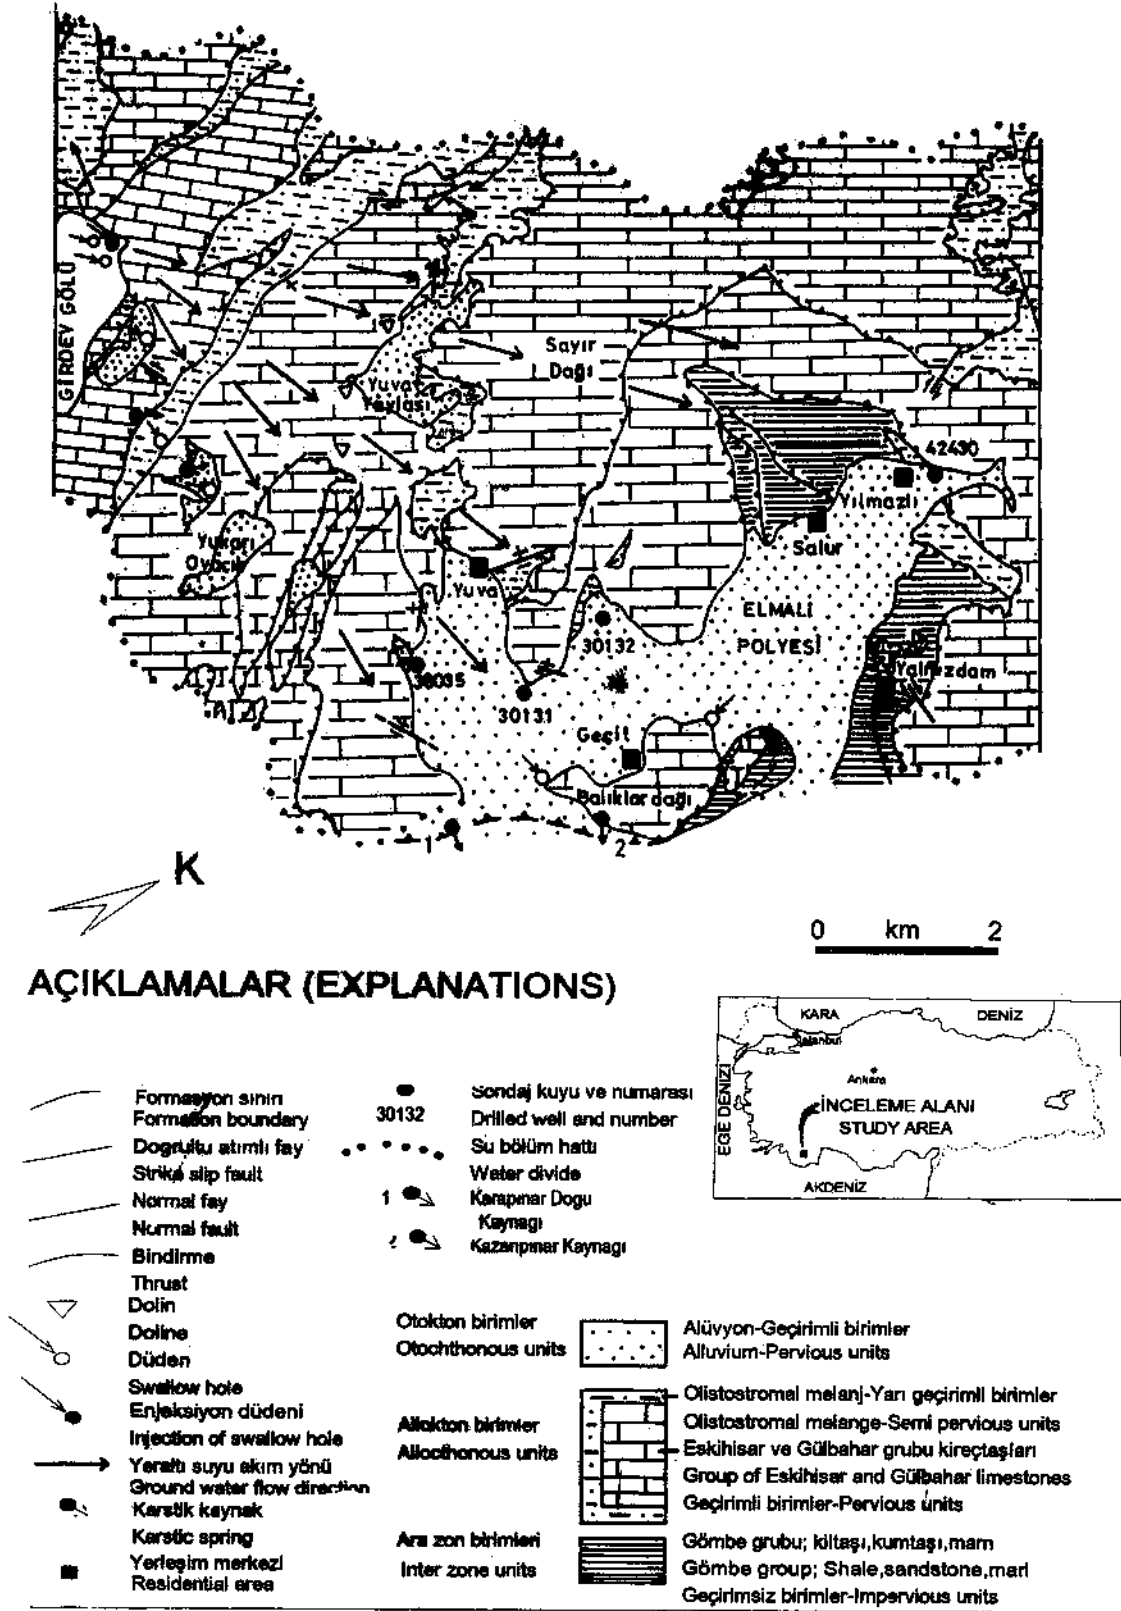 GİRDEV GÖLÜ
Sayır
Dağı
Yuva
Yaylası
42430
Yılmazlı
Salur
Yukarı
Ovacık
Yuva
ELMALI
POLYESİ
30132
Yalnızdam
30131
Geçit
Balıklardağı
1
2
K
0 km 2
AÇIKLAMALAR (EXPLANATIONS)
Formasyon sınırı
Formation boundary
Dogrultu atımlı fay
Strike slip fault
Normal fay
Normal fault
Bindirme
Thrust
Dolin
Doline
Düden
Swallow hole
Enjeksiyon düdeni
Injection of swallow hole
Yeraltı suyu akım yönü
Ground water flow direction
Karstik kaynak
Karstic spring
Yerleşim merkezi
Residential area
Sondaj kuyu ve numarası
30132 Drilled well and number
Su bölüm hattı
Water divide
1 Karapınar Dogu
Kaynagı
2 Kazanpınar Kaynagı
KARA DENİZ
İstanbul
Ankara
EGE DENİZİ
İNCELEME ALANI
STUDY AREA
AKDENİZ
Otokton birimler
Otochthonous units
Alüvyon-Geçirimli birimler
Alluvium-Pervious units
Allokton birimler
Allocthonous units
Olistostromal melanj-Yarı geçirimli birimler
Olistostromal melange-Semi pervious units
Eskihisar ve Gülbahar grubu kireçtaşları
Group of Eskihisar and Gülbahar limestones
Geçirimli birimler-Pervious units
Ara zon birimleri
Inter zone units
Gömbe grubu; kiltaşı,kumtaşı,marn
Gömbe group; Shale,sandstone,marl
Geçirimsiz birimler-Impervious units